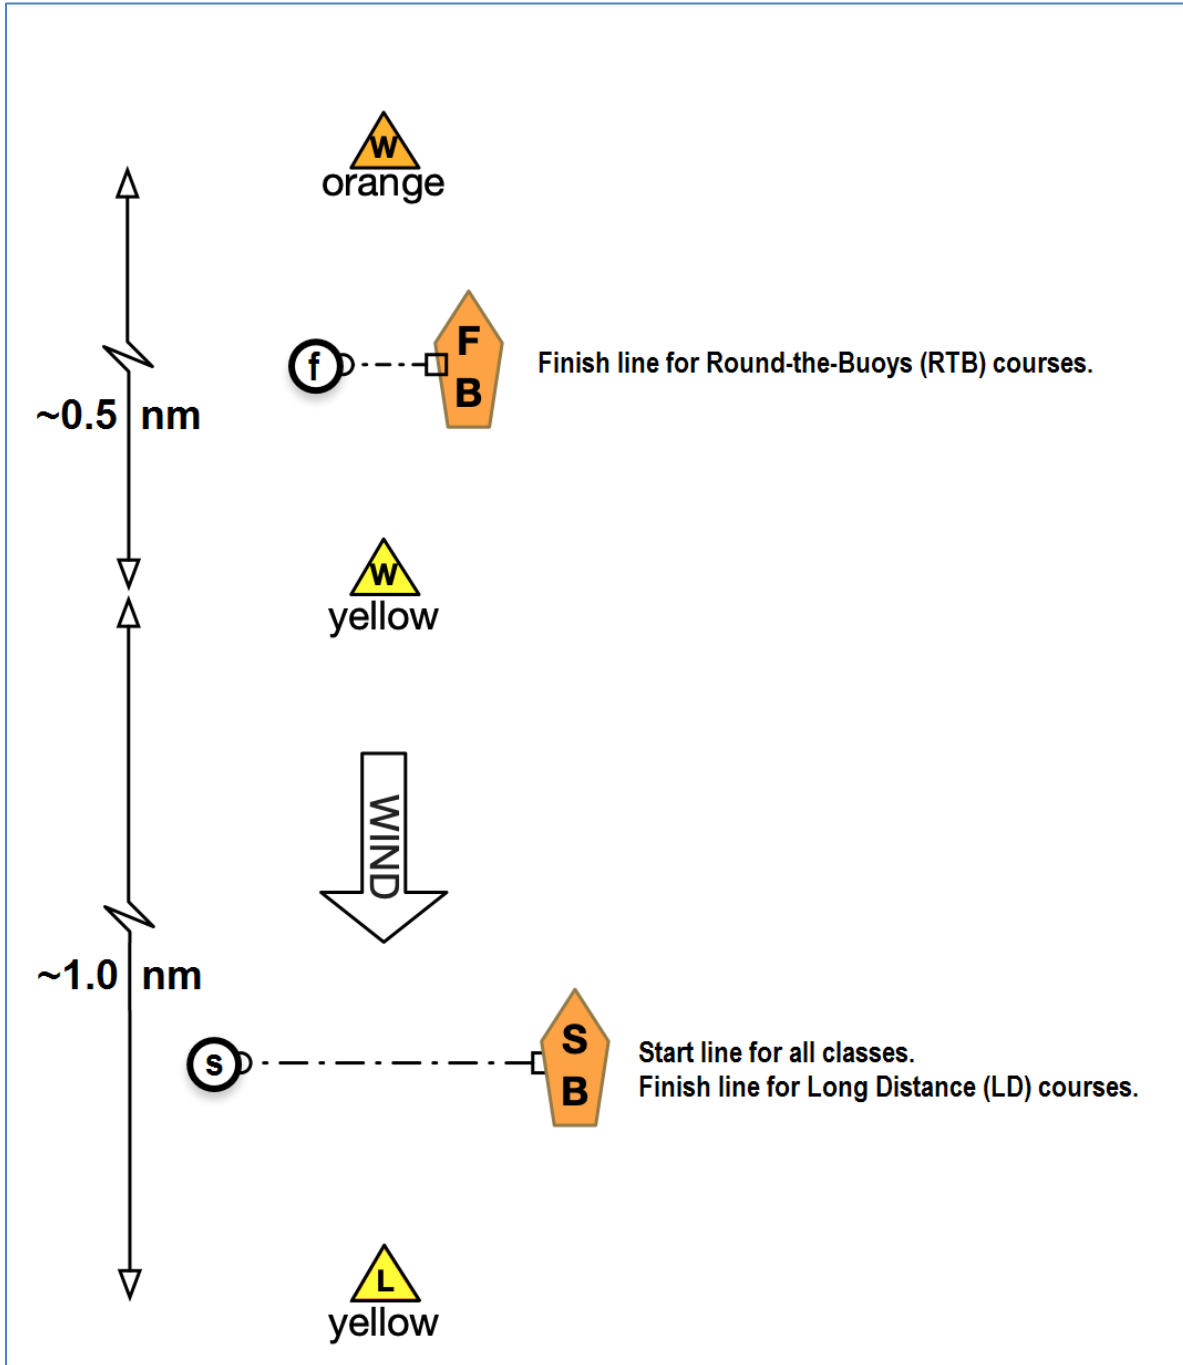 W
orange
F
f
B
Finish line for Round-the-Buoys (RTB) courses.
~0.5 nm
W
yellow
WIND
~1.0 nm
S
s
B
Start line for all classes.
Finish line for Long Distance (LD) courses.
L
yellow